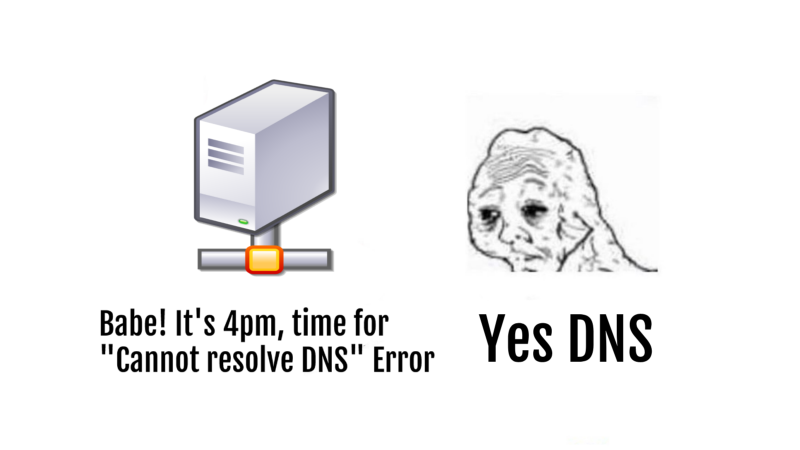 Babe! It's 4pm, time for
"Cannot resolve DNS" Error
Yes DNS